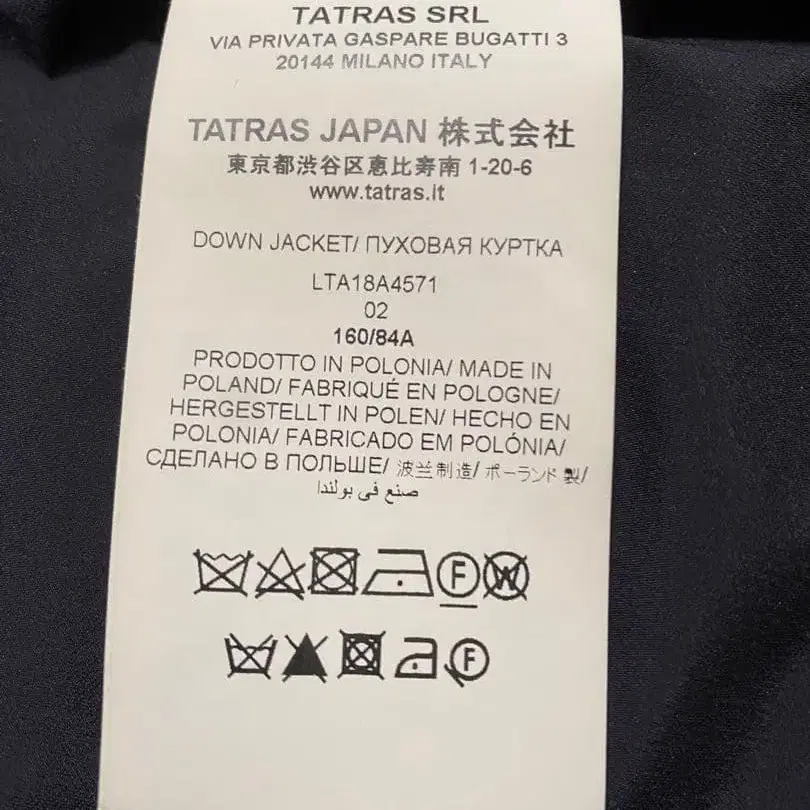 TATRAS SRL
VIA PRIVATA GASPARE BUGATTI 3
20144 MILANO ITALY
TATRAS JAPAN 株式会社
東京都渋谷区恵比寿南 1-20-6
www.tatras.it
DOWN JACKET/ ПУХОВАЯ КУРТКА
LTA18A4571
02
160/84A
PRODOTTO IN POLONIA/ MADE IN
POLAND/ FABRIQUÉ EN POLOGNE/
HERGESTELLT IN POLEN/ HECHO EN
POLONIA/ FABRICADO EM POLÓNIA/
СДЕЛАНО В ПОЛЬШЕ/ 波兰制造/ ポーランド 製/
صنع في بولندا
F W
F